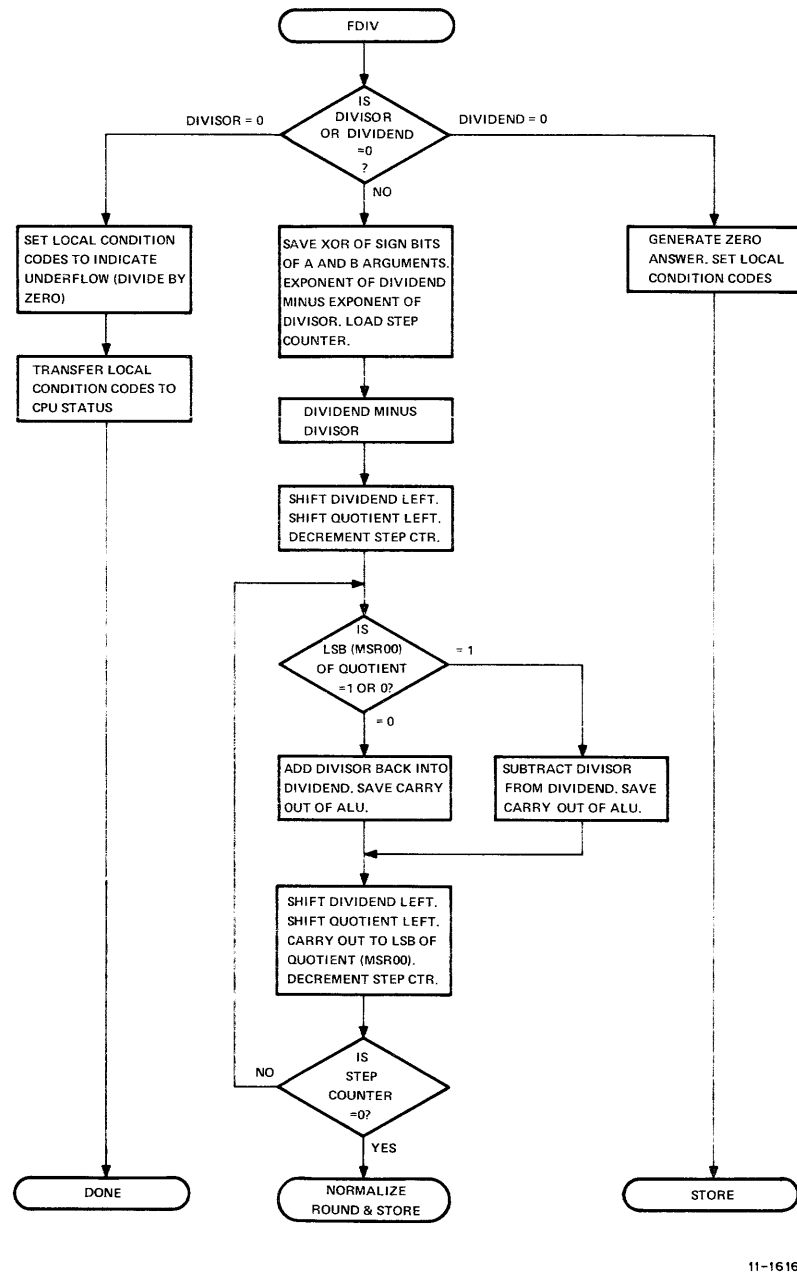 FDIV
IS
DIVISOR
OR DIVIDEND
=0
?
DIVISOR = 0
DIVIDEND = 0
NO
SET LOCAL CONDITION
CODES TO INDICATE
UNDERFLOW (DIVIDE BY
ZERO)
SAVE XOR OF SIGN BITS
OF A AND B ARGUMENTS.
EXPONENT OF DIVIDEND
MINUS EXPONENT OF
DIVISOR. LOAD STEP
COUNTER.
GENERATE ZERO
ANSWER. SET LOCAL
CONDITION CODES
TRANSFER LOCAL
CONDITION CODES TO
CPU STATUS
DIVIDEND MINUS
DIVISOR
SHIFT DIVIDEND LEFT.
SHIFT QUOTIENT LEFT.
DECREMENT STEP CTR.
IS
LSB (MSR00)
OF QUOTIENT
=1 OR 0?
= 1
= 0
ADD DIVISOR BACK INTO
DIVIDEND. SAVE CARRY
OUT OF ALU.
SUBTRACT DIVISOR
FROM DIVIDEND. SAVE
CARRY OUT OF ALU.
SHIFT DIVIDEND LEFT.
SHIFT QUOTIENT LEFT.
CARRY OUT TO LSB OF
QUOTIENT (MSR00).
DECREMENT STEP CTR.
IS
STEP
COUNTER
=0?
NO
YES
DONE
NORMALIZE
ROUND & STORE
STORE
11-1616